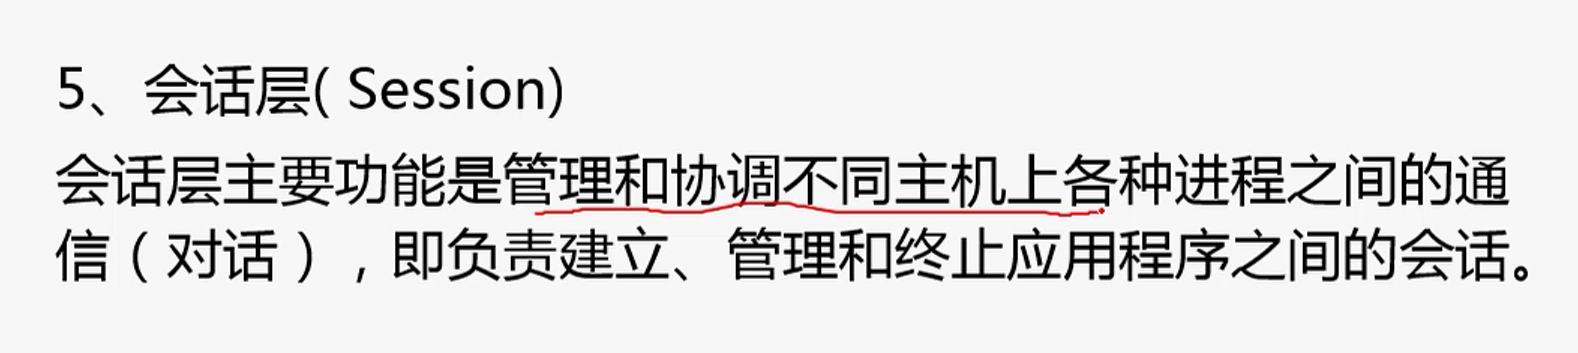 5、会话层( Session)
会话层主要功能是管理和协调不同主机上各种进程之间的通
信（对话），即负责建立、管理和终止应用程序之间的会话。